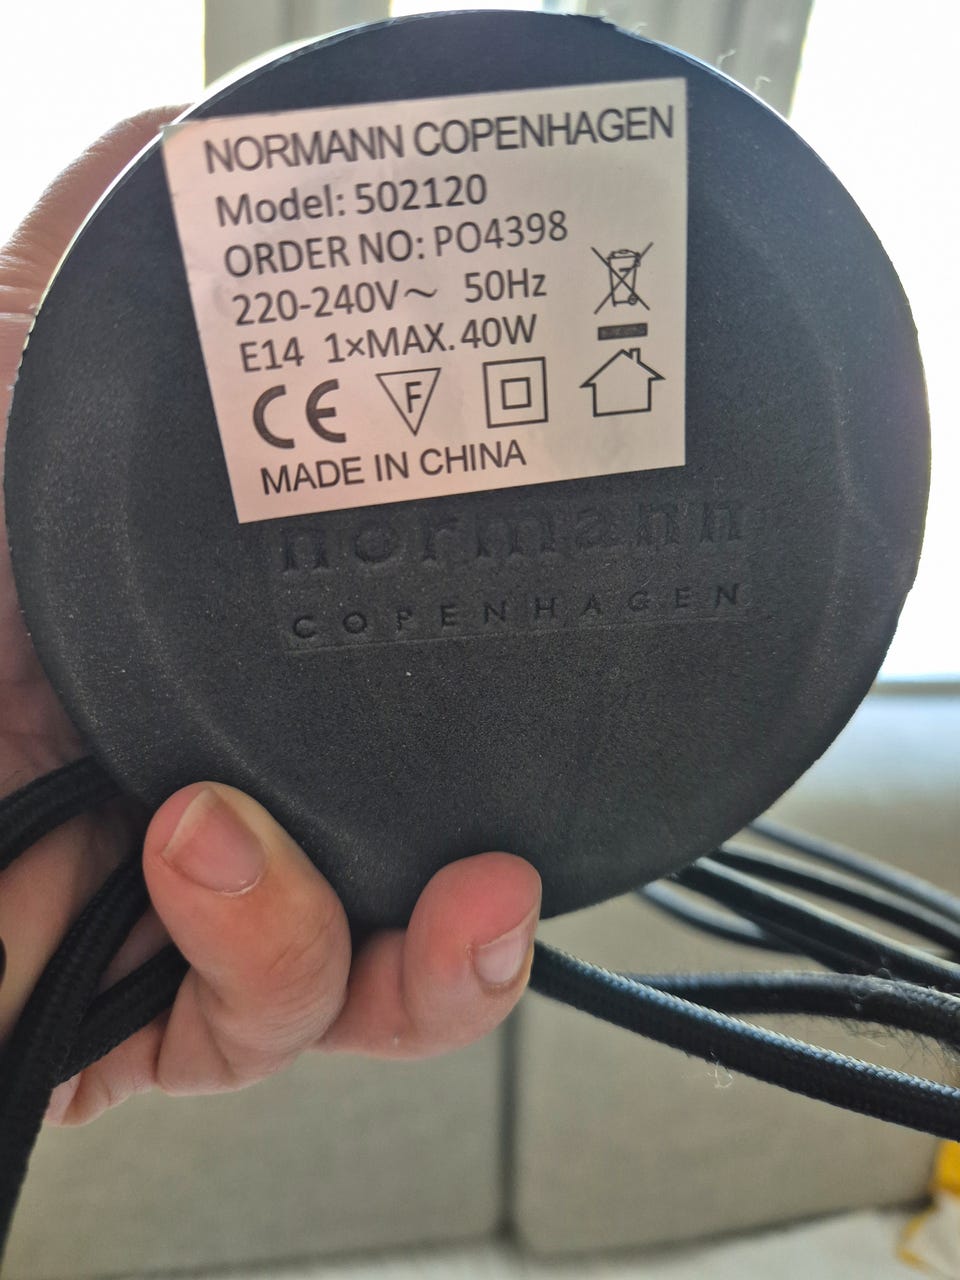 NORMANN COPENHAGEN
Model: 502120
ORDER NO: PO4398
220-240V~ 50Hz
E14 1×MAX. 40W
CE F
MADE IN CHINA
normann
COPENHAGEN